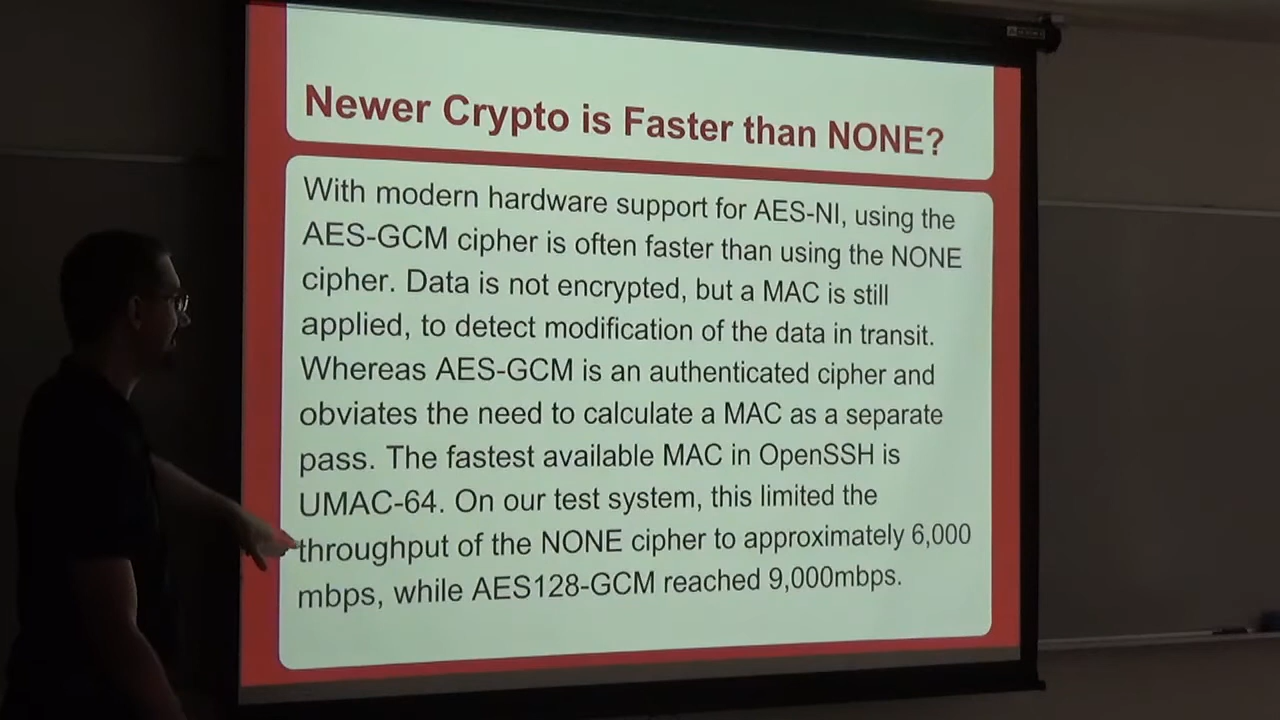 Newer Crypto is Faster than NONE?
With modern hardware support for AES-NI, using the
AES-GCM cipher is often faster than using the NONE
cipher. Data is not encrypted, but a MAC is still
applied, to detect modification of the data in transit.
Whereas AES-GCM is an authenticated cipher and
obviates the need to calculate a MAC as a separate
pass. The fastest available MAC in OpenSSH is
UMAC-64. On our test system, this limited the
throughput of the NONE cipher to approximately 6,000
mbps, while AES128-GCM reached 9,000mbps.